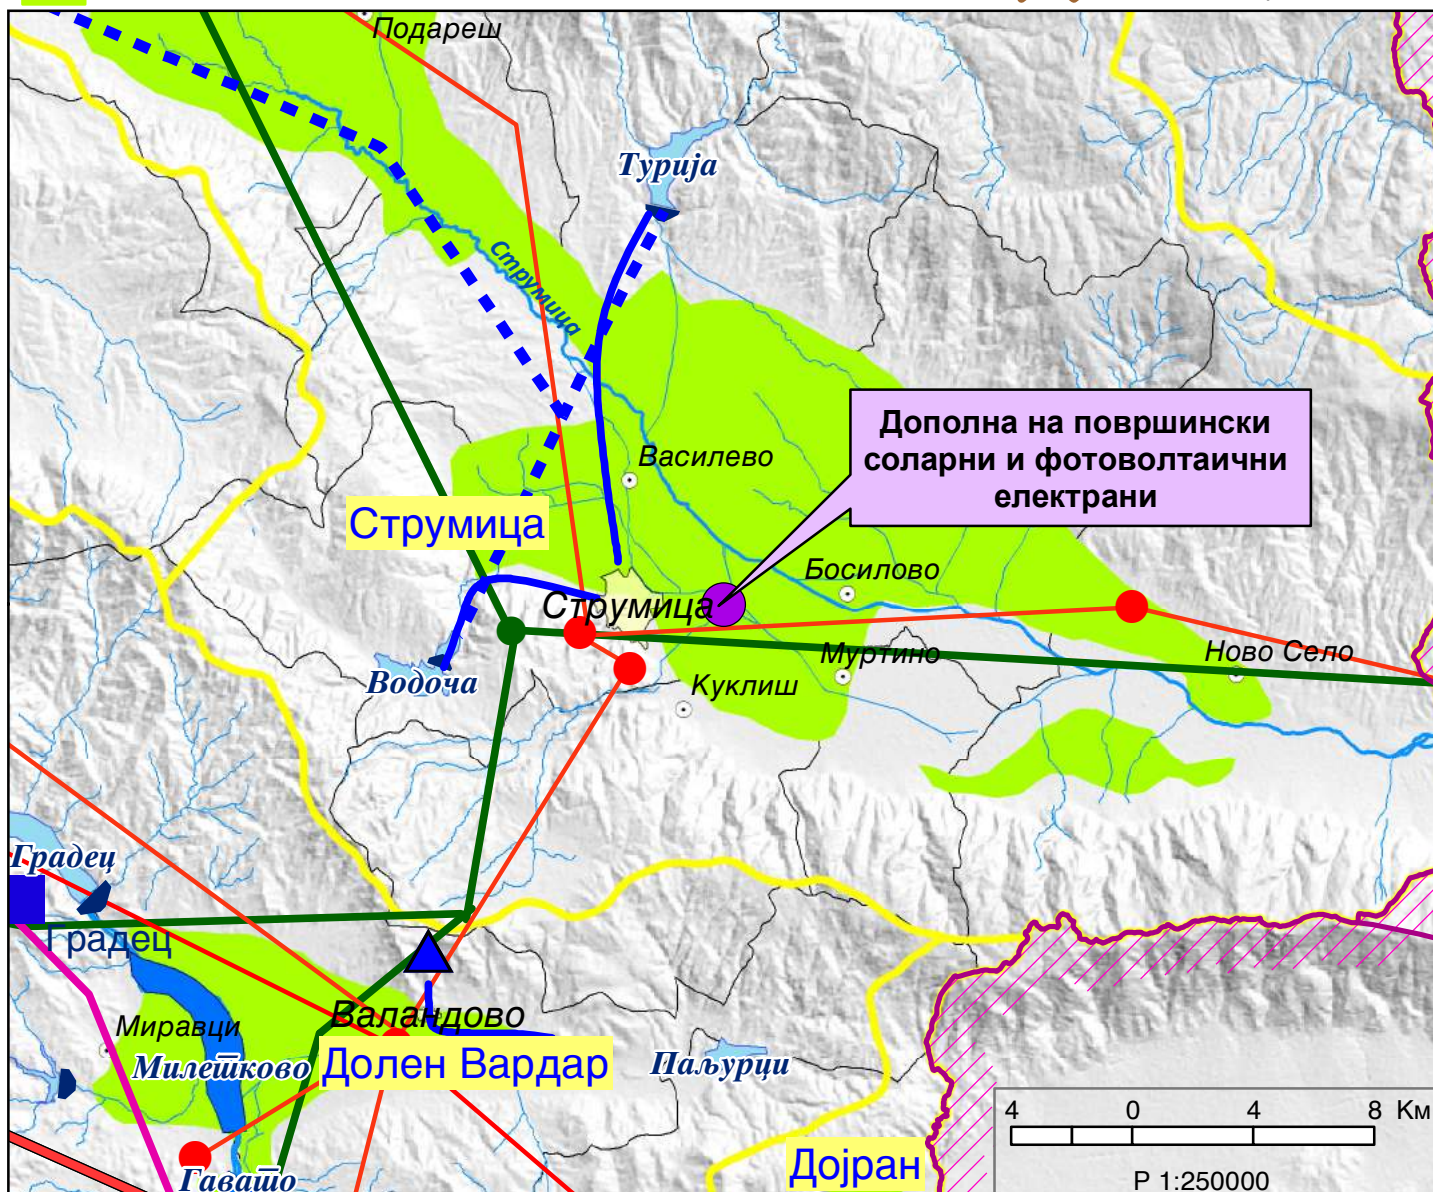 Подареш
Турија
Струмица
Дополна на површински
соларни и фотоволтаични
електрани
Василево
Струмица
Босилово
Струмица
Муртино
Ново Село
Водоча
Куклиш
Градец
Градец
Валандово
Миравци
Милетково
Долен Вардар
Паљурци
4 0 4 8 Км
Дојран
Гавато
Р 1:250000